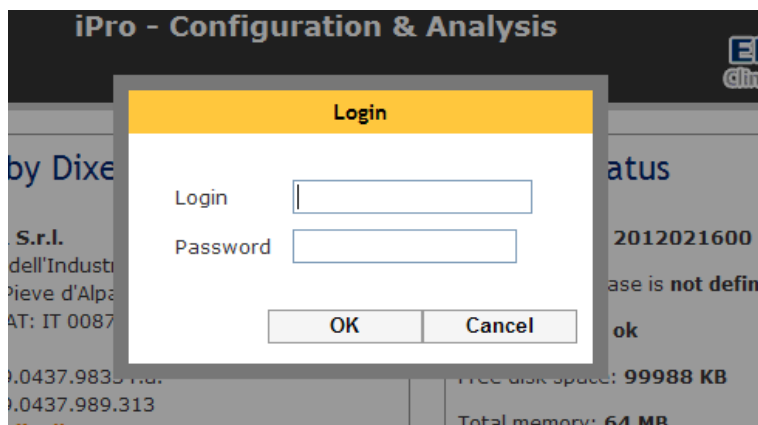 iPro - Configuration & Analysis
Login
Login
Password
OK
Cancel
by Dixe
S.r.l.
dell'Industr
Pieve d'Alpa
AT: IT 0087
.0437.989.313
atus
2012021600
ase is not defin
ok
Free disk space: 99988 KB
Total memory: 64 MB